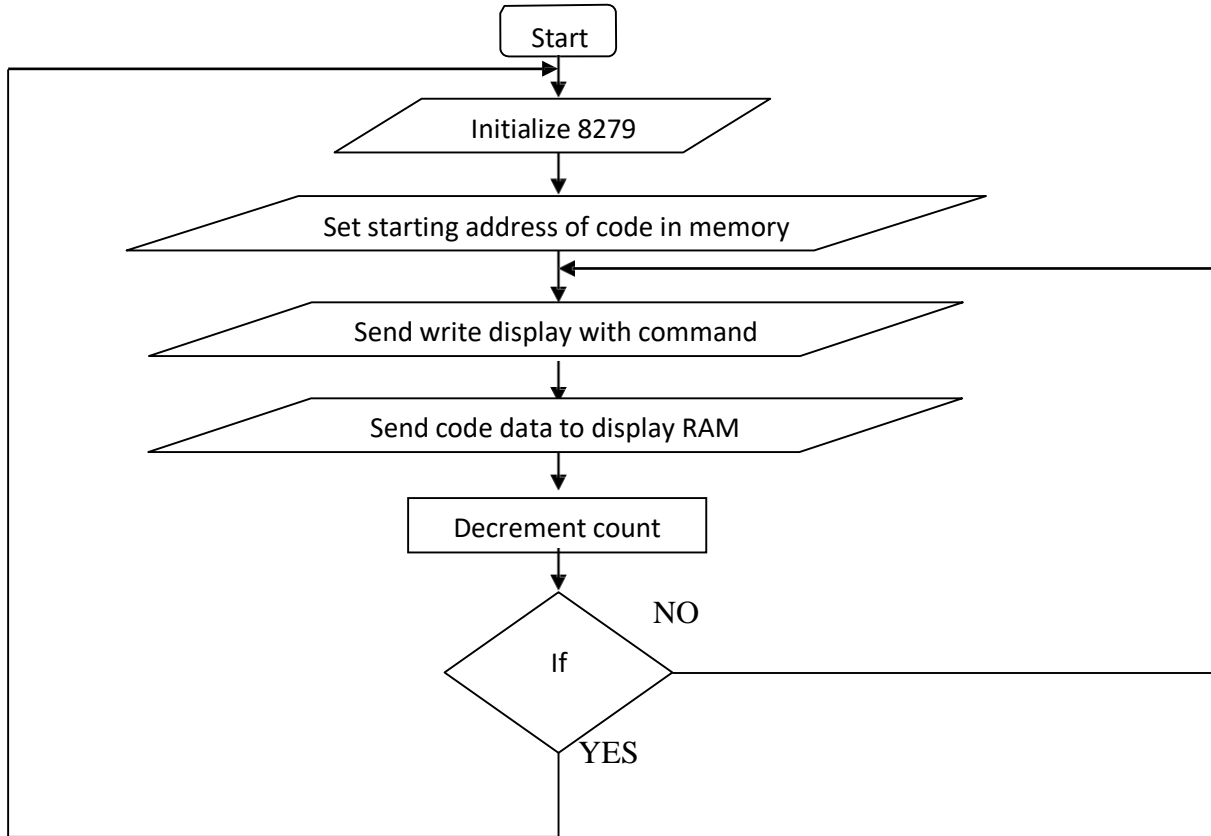 Start
Initialize 8279
Set starting address of code in memory
Send write display with command
Send code data to display RAM
Decrement count
NO
If
YES